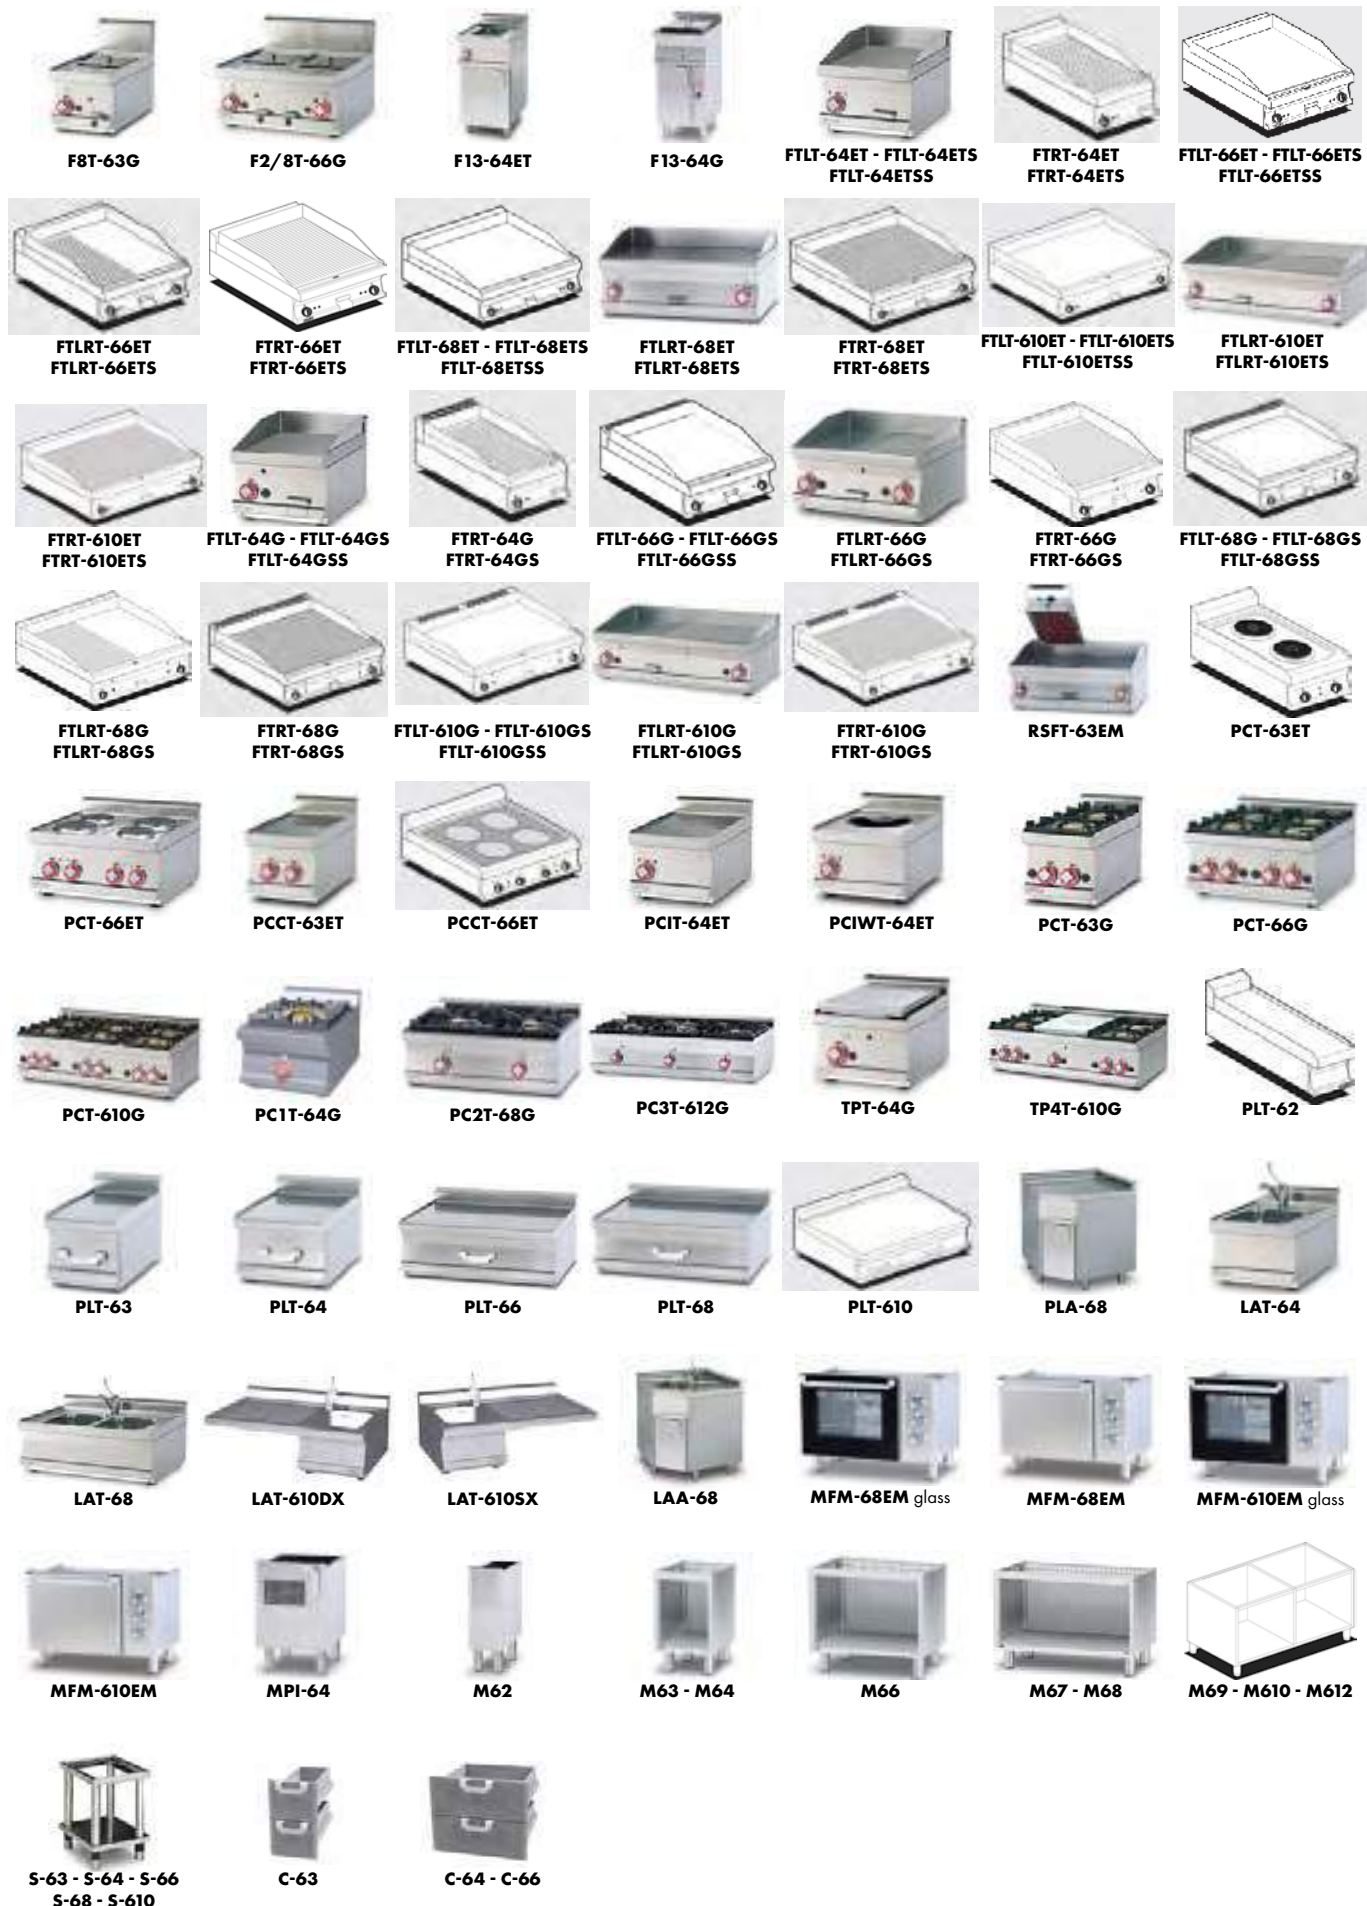 F8T-63G
F2/8T-66G
F13-64ET
F13-64G
FTLT-64ET - FTLT-64ETS
FTLT-64ETSS
FTRT-64ET
FTRT-64ETS
FTLT-66ET - FTLT-66ETS
FTLT-66ETSS
FTLRT-66ET
FTLRT-66ETS
FTRT-66ET
FTRT-66ETS
FTLT-68ET - FTLT-68ETS
FTLT-68ETSS
FTLRT-68ET
FTLRT-68ETS
FTRT-68ET
FTRT-68ETS
FTLT-610ET - FTLT-610ETS
FTLT-610ETSS
FTLRT-610ET
FTLRT-610ETS
FTRT-610ET
FTRT-610ETS
FTLT-64G - FTLT-64GS
FTLT-64GSS
FTRT-64G
FTRT-64GS
FTLT-66G - FTLT-66GS
FTLT-66GSS
FTLRT-66G
FTLRT-66GS
FTRT-66G
FTRT-66GS
FTLT-68G - FTLT-68GS
FTLT-68GSS
FTLRT-68G
FTLRT-68GS
FTRT-68G
FTRT-68GS
FTLT-610G - FTLT-610GS
FTLT-610GSS
FTLRT-610G
FTLRT-610GS
FTRT-610G
FTRT-610GS
RSFT-63EM
PCT-63ET
PCT-66ET
PCCT-63ET
PCCT-66ET
PCIT-64ET
PCIWT-64ET
PCT-63G
PCT-66G
PCT-610G
PC1T-64G
PC2T-68G
PC3T-612G
TPT-64G
TP4T-610G
PLT-62
PLT-63
PLT-64
PLT-66
PLT-68
PLT-610
PLA-68
LAT-64
LAT-68
LAT-610DX
LAT-610SX
LAA-68
MFM-68EM glass
MFM-68EM
MFM-610EM glass
MFM-610EM
MPI-64
M62
M63 - M64
M66
M67 - M68
M69 - M610 - M612
S-63 - S-64 - S-66
S-68 - S-610
C-63
C-64 - C-66